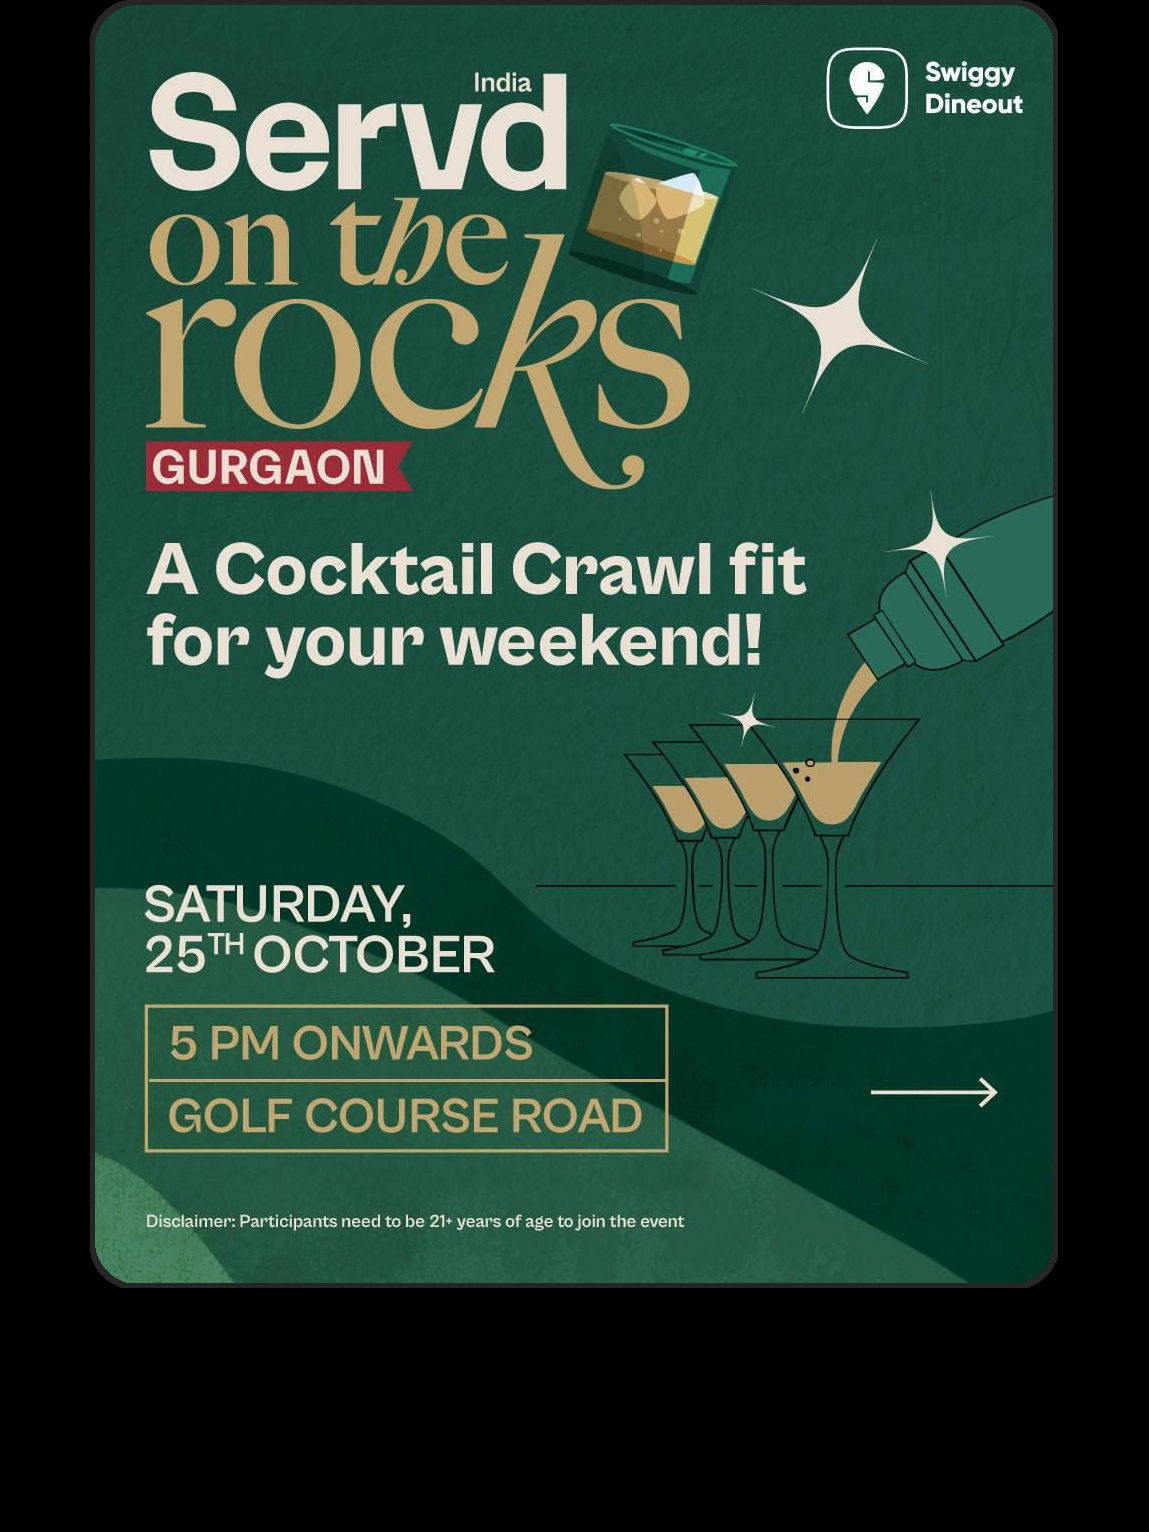 India
Servd
on the
rocks
GURGAON
Swiggy
Dineout
A Cocktail Crawl fit
for your weekend!
SATURDAY,
25TH OCTOBER
5 PM ONWARDS
GOLF COURSE ROAD
Disclaimer: Participants need to be 21+ years of age to join the event